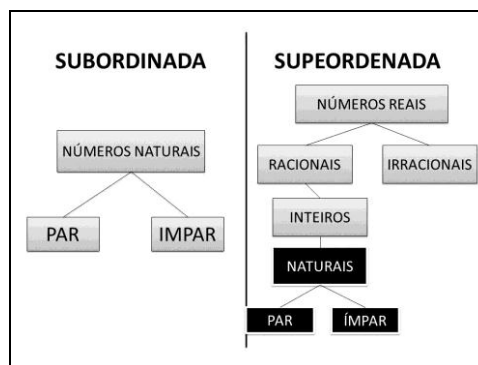 SUBORDINADA
NÚMEROS NATURAIS
PAR
IMPAR
SUPEORDENADA
NÚMEROS REAIS
RACIONAIS
IRRACIONAIS
INTEIROS
NATURAIS
PAR
ÍMPAR